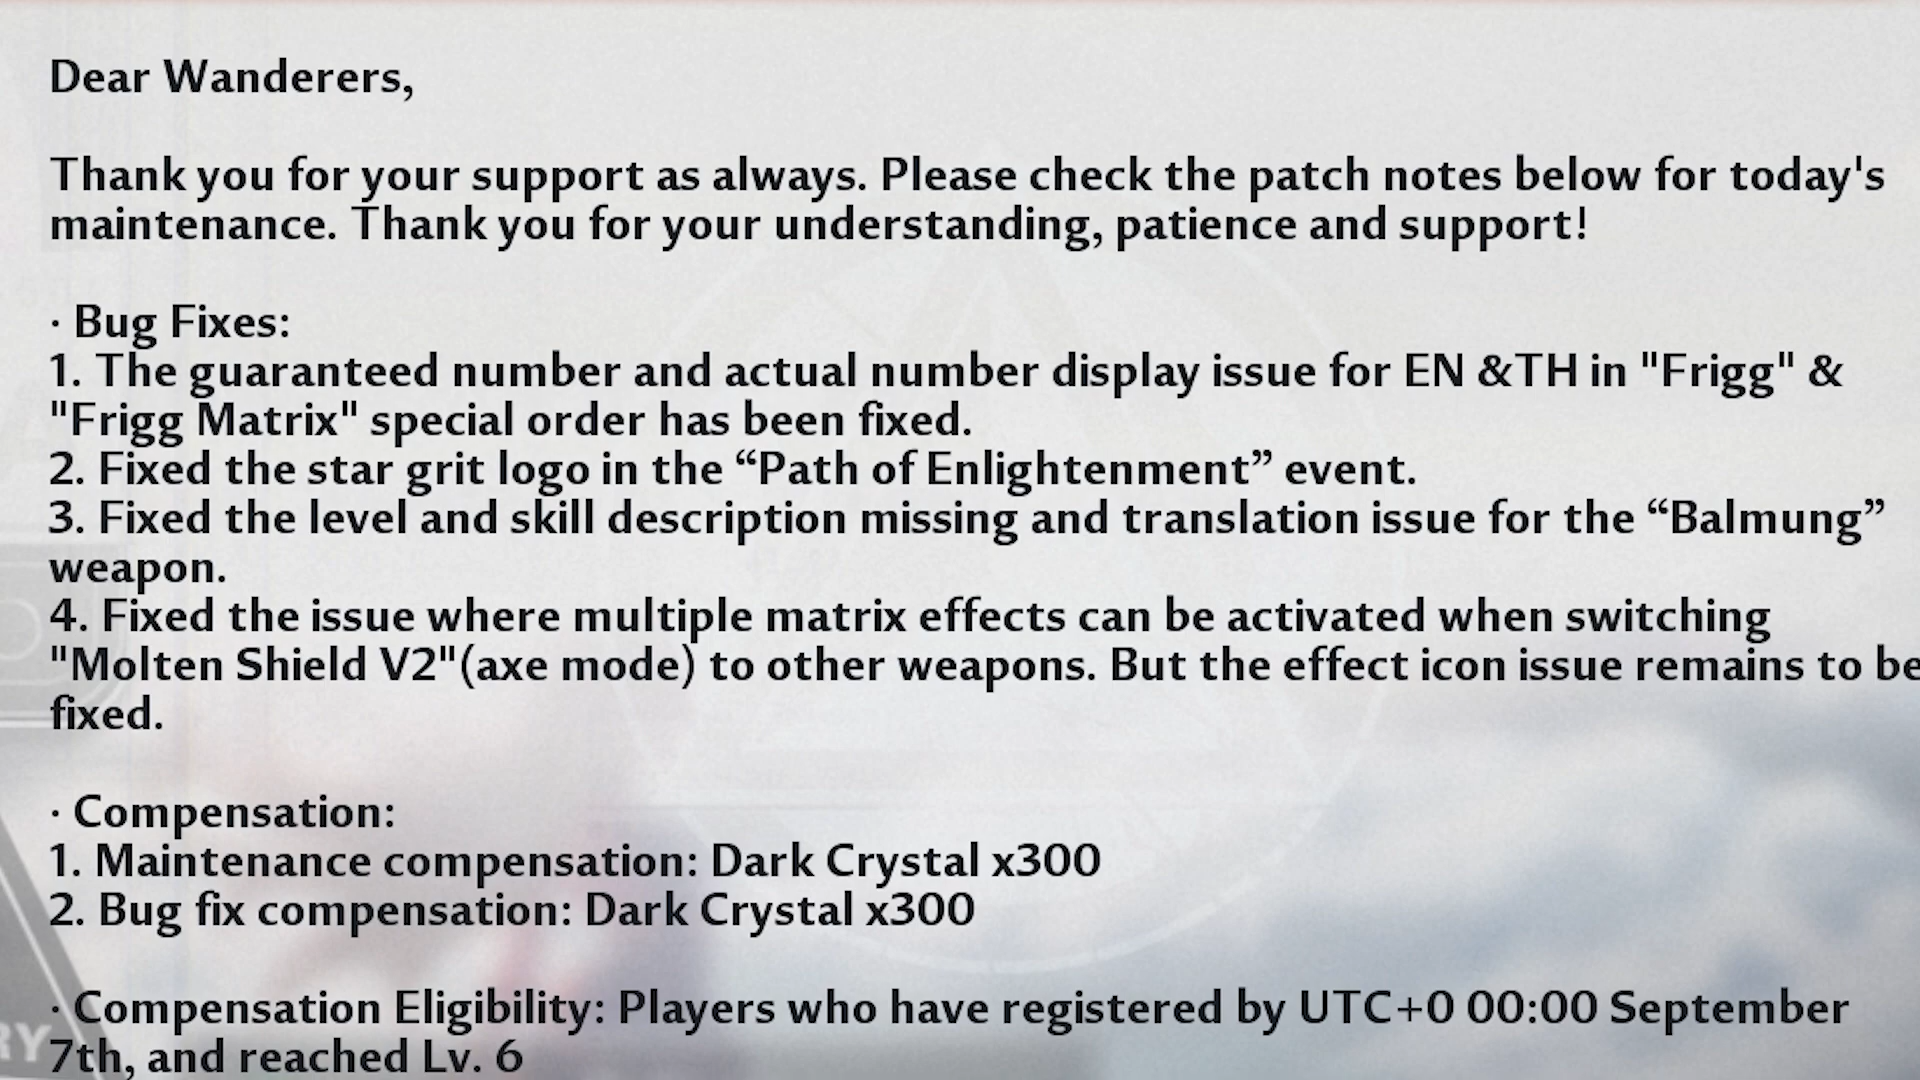 Dear Wanderers,
Thank you for your support as always. Please check the patch notes below for today's
maintenance. Thank you for your understanding, patience and support!
· Bug Fixes:
1. The guaranteed number and actual number display issue for EN &TH in "Frigg" &
"Frigg Matrix" special order has been fixed.
2. Fixed the star grit logo in the “Path of Enlightenment” event.
3. Fixed the level and skill description missing and translation issue for the “Balmung”
weapon.
4. Fixed the issue where multiple matrix effects can be activated when switching
"Molten Shield V2"(axe mode) to other weapons. But the effect icon issue remains to be
fixed.
· Compensation:
1. Maintenance compensation: Dark Crystal x300
2. Bug fix compensation: Dark Crystal x300
· Compensation Eligibility: Players who have registered by UTC+0 00:00 September
7th, and reached Lv. 6